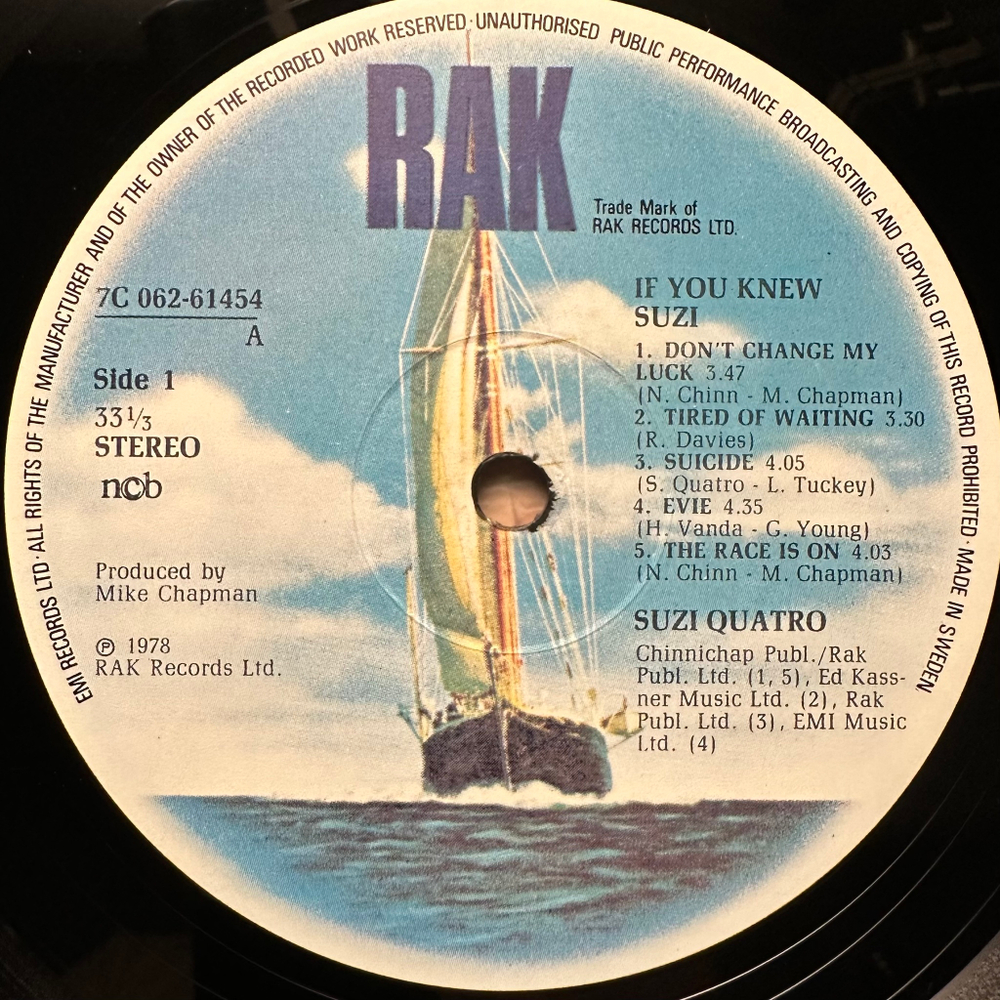 EMI RECORDS LTD · ALL RIGHTS OF THE MANUFACTURER AND OF THE OWNER OF THE RECORDED WORK RESERVED · UNAUTHORISED PUBLIC PERFORMANCE BROADCASTING AND COPYING OF THIS RECORD PROHIBITED · MADE IN SWEDEN
RAK
Trade Mark of
RAK RECORDS LTD.
7C 062-61454
A
Side 1
33 1/3
STEREO
ncb
Produced by
Mike Chapman
℗ 1978
RAK Records Ltd.
IF YOU KNEW
SUZI
1. DON'T CHANGE MY
LUCK 3.47
(N. Chinn - M. Chapman)
2. TIRED OF WAITING 3.30
(R. Davies)
3. SUICIDE 4.05
(S. Quatro - L. Tuckey)
4. EVIE 4.35
(H. Vanda - G. Young)
5. THE RACE IS ON 4.03
(N. Chinn - M. Chapman)
SUZI QUATRO
Chinnichap Publ./Rak
Publ. Ltd. (1, 5), Ed Kass-
ner Music Ltd. (2), Rak
Publ. Ltd. (3), EMI Music
Ltd. (4)